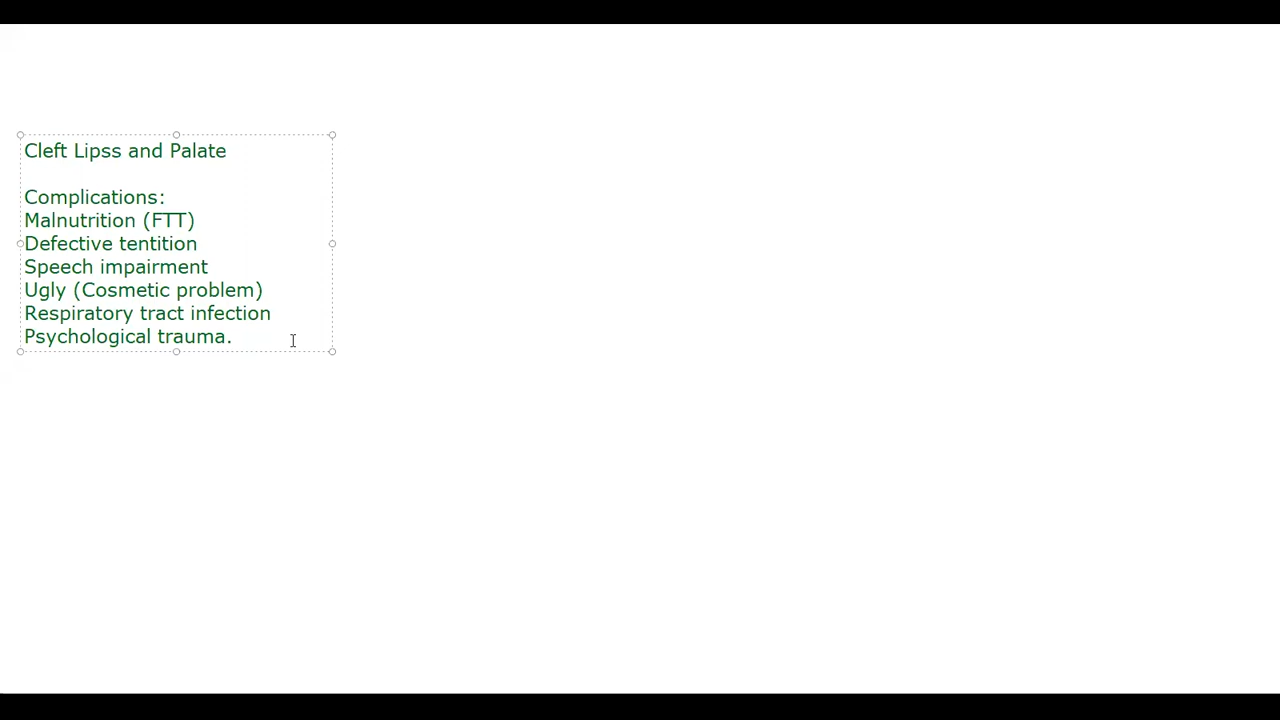 Cleft Lipss and Palate
Complications:
Malnutrition (FTT)
Defective tentition
Speech impairment
Ugly (Cosmetic problem)
Respiratory tract infection
Psychological trauma.